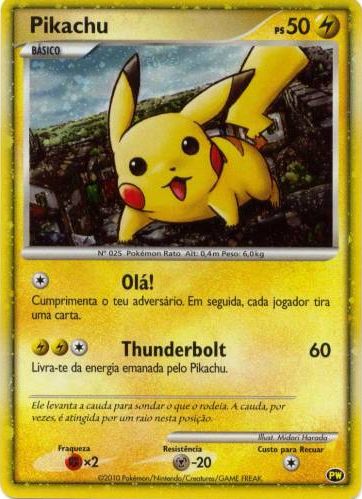 Pikachu
PS 50
BÁSICO
Nº 025 Pokémon Rato Alt: 0,4m Peso: 6,0kg
Olá!
Cumprimenta o teu adversário. Em seguida, cada jogador tira
uma carta.
Thunderbolt 60
Livra-te da energia emanada pelo Pikachu.
Ele levanta a cauda para sondar o que o rodeia. À cauda, por
vezes, é atingida por um raio nesta posição.
Illust. Midori Harada
Fraqueza Resistência Custo para Recuar
×2 -20
©2010 Pokémon/Nintendo/Creatures/GAME FREAK.
PW